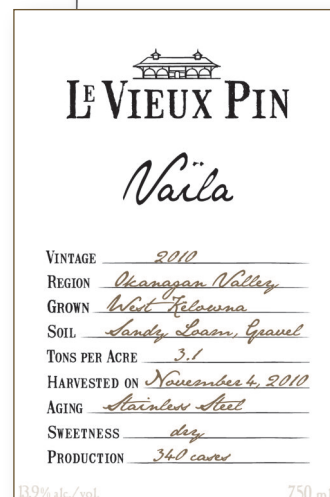 LE VIEUX PIN
Vaïla
VINTAGE 2010
REGION Okanagan Valley
GROWN West Kelowna
SOIL Sandy Loam, Gravel
TONS PER ACRE 3.1
HARVESTED ON November 4, 2010
AGING Stainless Steel
SWEETNESS dry
PRODUCTION 340 cases
13.9% alc./vol. 750 ml